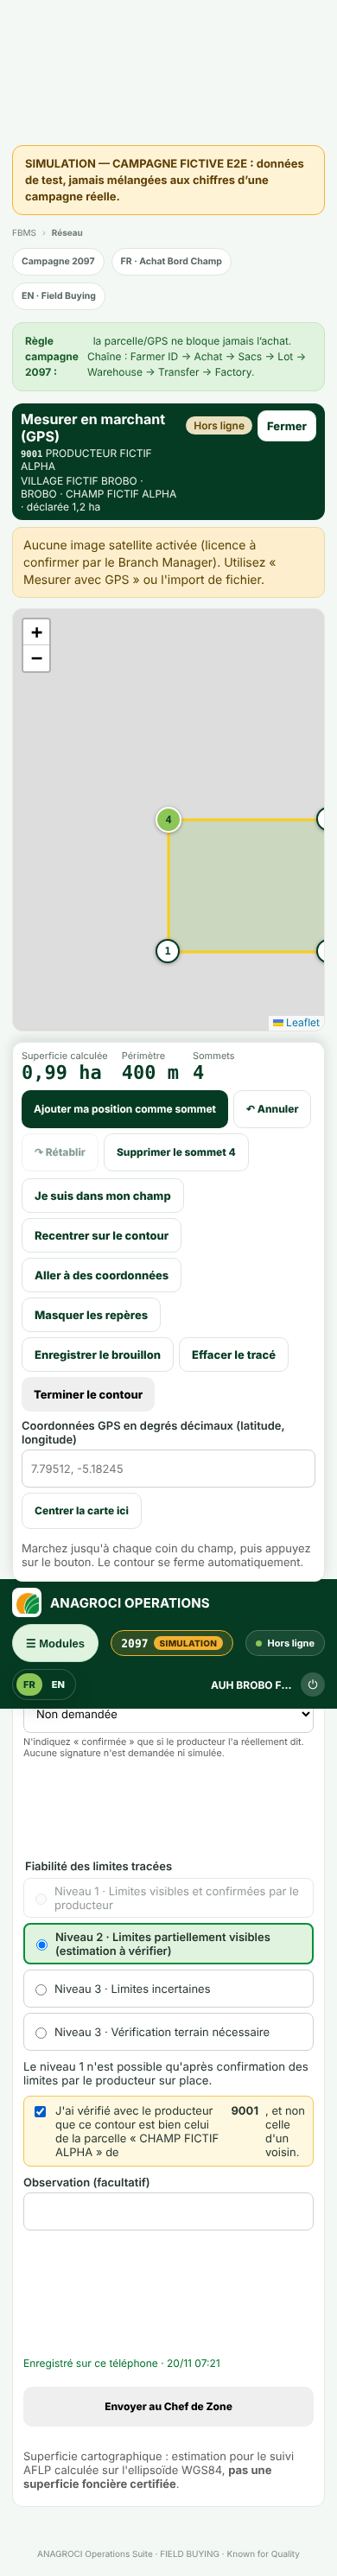 SIMULATION — CAMPAGNE FICTIVE E2E : données
de test, jamais mélangées aux chiffres d’une
campagne réelle.
FBMS › Réseau
Campagne 2097
FR · Achat Bord Champ
EN · Field Buying
Règle campagne 2097 :
la parcelle/GPS ne bloque jamais l’achat.
Chaîne : Farmer ID → Achat → Sacs → Lot →
Warehouse → Transfer → Factory.
Mesurer en marchant
(GPS)
9001 PRODUCTEUR FICTIF
ALPHA
VILLAGE FICTIF BROBO ·
BROBO · CHAMP FICTIF ALPHA
· déclarée 1,2 ha
Hors ligne
Fermer
Aucune image satellite activée (licence à
confirmer par le Branch Manager). Utilisez «
Mesurer avec GPS » ou l'import de fichier.
+
−
4
1
Leaflet
Superficie calculée
0,99 ha
Périmètre
400 m
Sommets
4
Ajouter ma position comme sommet
↶ Annuler
↷ Rétablir
Supprimer le sommet 4
Je suis dans mon champ
Recentrer sur le contour
Aller à des coordonnées
Masquer les repères
Enregistrer le brouillon
Effacer le tracé
Terminer le contour
Coordonnées GPS en degrés décimaux (latitude,
longitude)
7.79512, -5.18245
Centrer la carte ici
Marchez jusqu'à chaque coin du champ, puis appuyez
sur le bouton. Le contour se ferme automatiquement.
ANAGROCI OPERATIONS
☰ Modules
2097 SIMULATION
Hors ligne
FR EN
AUH BROBO F…
Non demandée
N'indiquez « confirmée » que si le producteur l'a réellement dit.
Aucune signature n'est demandée ni simulée.
Fiabilité des limites tracées
Niveau 1 · Limites visibles et confirmées par le
producteur
Niveau 2 · Limites partiellement visibles
(estimation à vérifier)
Niveau 3 · Limites incertaines
Niveau 3 · Vérification terrain nécessaire
Le niveau 1 n'est possible qu'après confirmation des
limites par le producteur sur place.
J'ai vérifié avec le producteur
que ce contour est bien celui
de la parcelle « CHAMP FICTIF
ALPHA » de
9001
, et non
celle
d'un
voisin.
Observation (facultatif)
Enregistré sur ce téléphone · 20/11 07:21
Envoyer au Chef de Zone
Superficie cartographique : estimation pour le suivi
AFLP calculée sur l'ellipsoïde WGS84, pas une
superficie foncière certifiée.
ANAGROCI Operations Suite · FIELD BUYING · Known for Quality